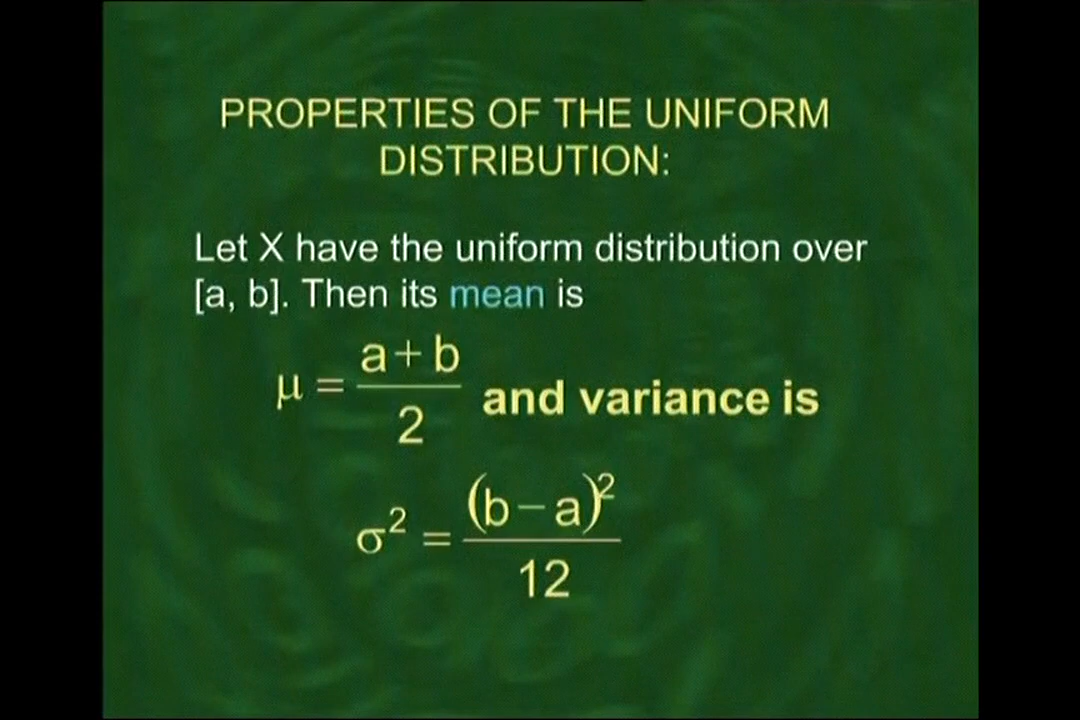 PROPERTIES OF THE UNIFORM
DISTRIBUTION:
Let X have the uniform distribution over
[a, b]. Then its mean is
μ = (a + b) / 2 and variance is
σ² = (b − a)² / 12